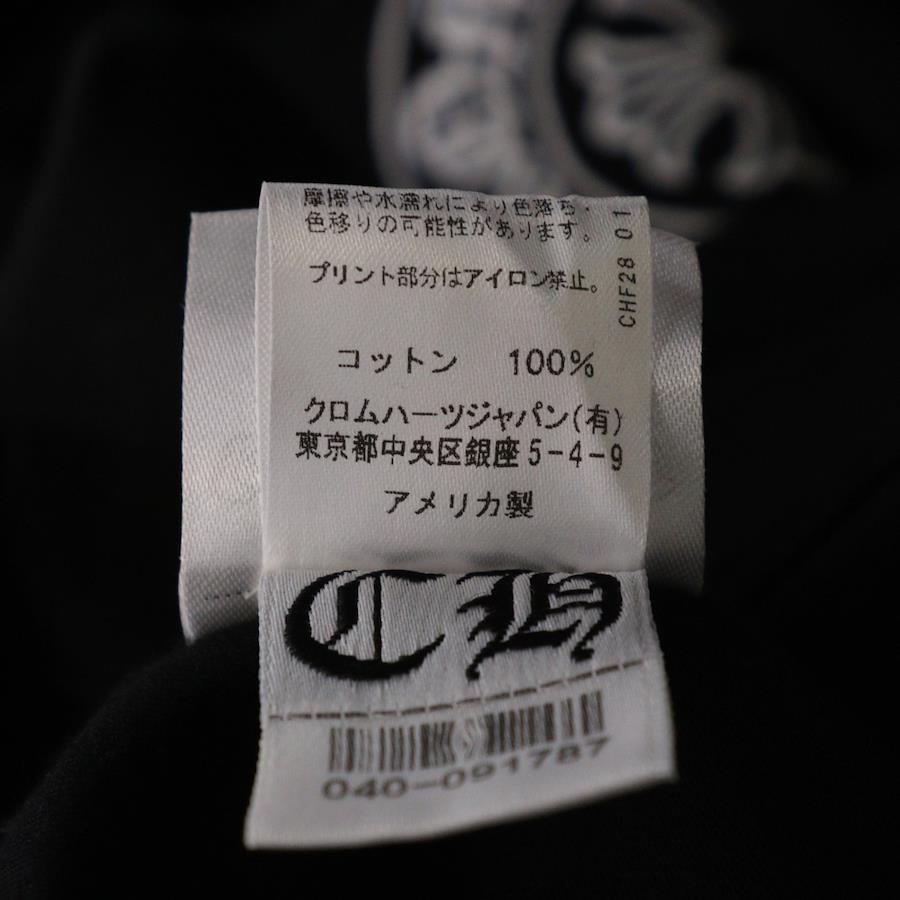 摩擦や水濡れにより色落ち・
色移りの可能性があります。
プリント部分はアイロン禁止。
CHF28 01
コットン 100%
クロムハーツジャパン(有)
東京都中央区銀座5-4-9
アメリカ製
CH
040-091787